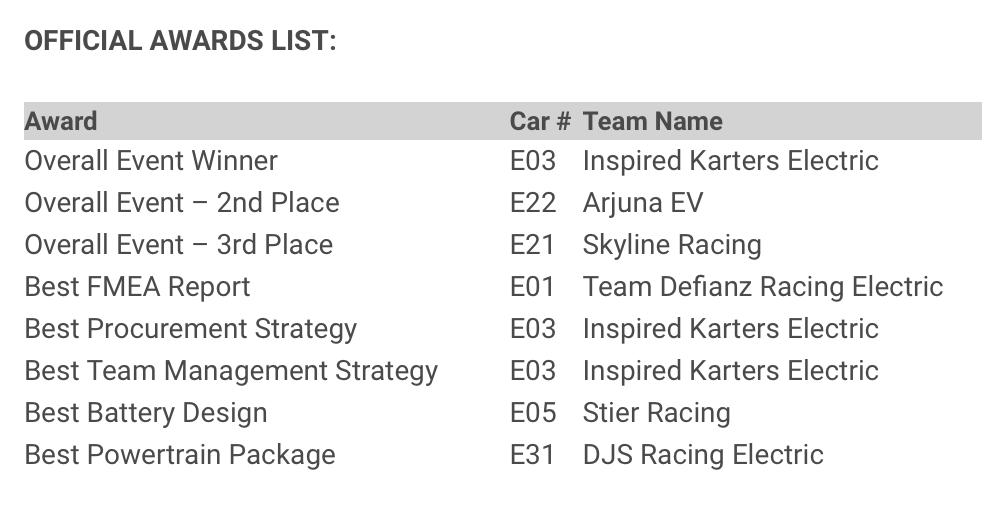 OFFICIAL AWARDS LIST:
Award Car # Team Name
Overall Event Winner E03 Inspired Karters Electric
Overall Event – 2nd Place E22 Arjuna EV
Overall Event – 3rd Place E21 Skyline Racing
Best FMEA Report E01 Team Defianz Racing Electric
Best Procurement Strategy E03 Inspired Karters Electric
Best Team Management Strategy E03 Inspired Karters Electric
Best Battery Design E05 Stier Racing
Best Powertrain Package E31 DJS Racing Electric